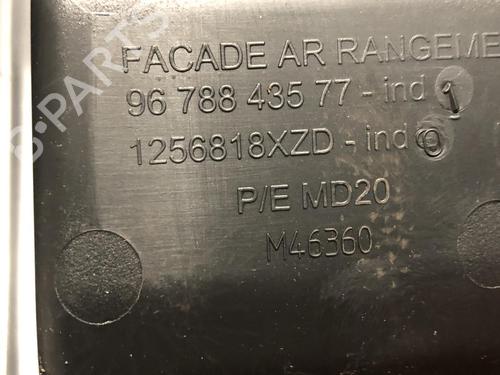 FACADE AR RANGEME
96 788 435 77 - ind 1
1256818XZD - ind 0
P/E MD20
M46360
B-PARTS